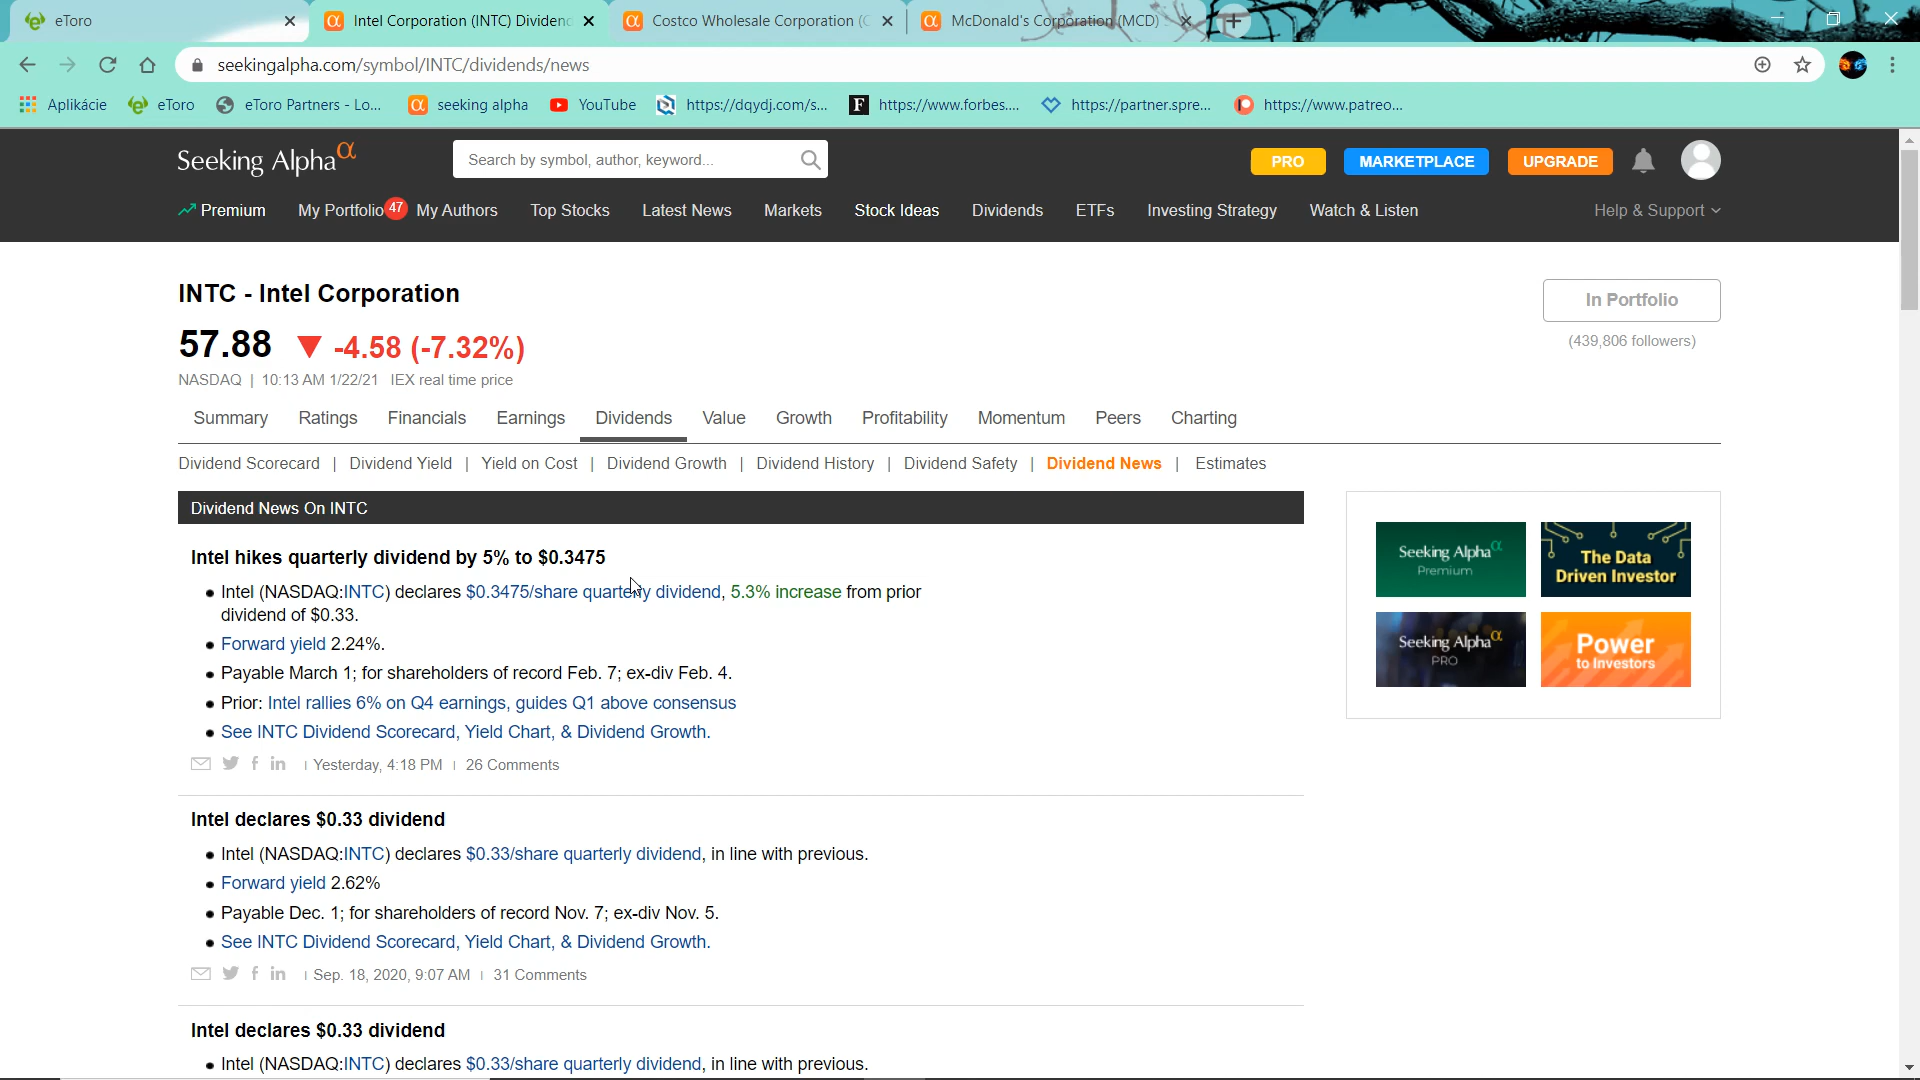 eToro
Intel Corporation (INTC) Dividend
Costco Wholesale Corporation (C
McDonald's Corporation (MCD)
seekingalpha.com/symbol/INTC/dividends/news
Aplikácie
eToro
eToro Partners - Lo...
seeking alpha
YouTube
https://dqydj.com/s...
https://www.forbes....
https://partner.spre...
https://www.patreo...
Seeking Alpha α
Search by symbol, author, keyword...
PRO
MARKETPLACE
UPGRADE
Premium
My Portfolio 47
My Authors
Top Stocks
Latest News
Markets
Stock Ideas
Dividends
ETFs
Investing Strategy
Watch & Listen
Help & Support
INTC - Intel Corporation
In Portfolio
57.88 ▼ -4.58 (-7.32%)
(439,806 followers)
NASDAQ | 10:13 AM 1/22/21 IEX real time price
Summary Ratings Financials Earnings Dividends Value Growth Profitability Momentum Peers Charting
Dividend Scorecard | Dividend Yield | Yield on Cost | Dividend Growth | Dividend History | Dividend Safety | Dividend News | Estimates
Dividend News On INTC
Intel hikes quarterly dividend by 5% to $0.3475
• Intel (NASDAQ:INTC) declares $0.3475/share quarterly dividend, 5.3% increase from prior
dividend of $0.33.
• Forward yield 2.24%.
• Payable March 1; for shareholders of record Feb. 7; ex-div Feb. 4.
• Prior: Intel rallies 6% on Q4 earnings, guides Q1 above consensus
• See INTC Dividend Scorecard, Yield Chart, & Dividend Growth.
| Yesterday, 4:18 PM | 26 Comments
Seeking Alpha α
Premium
The Data
Driven Investor
Seeking Alpha α
PRO
Power
to Investors
Intel declares $0.33 dividend
• Intel (NASDAQ:INTC) declares $0.33/share quarterly dividend, in line with previous.
• Forward yield 2.62%
• Payable Dec. 1; for shareholders of record Nov. 7; ex-div Nov. 5.
• See INTC Dividend Scorecard, Yield Chart, & Dividend Growth.
| Sep. 18, 2020, 9:07 AM | 31 Comments
Intel declares $0.33 dividend
• Intel (NASDAQ:INTC) declares $0.33/share quarterly dividend, in line with previous.